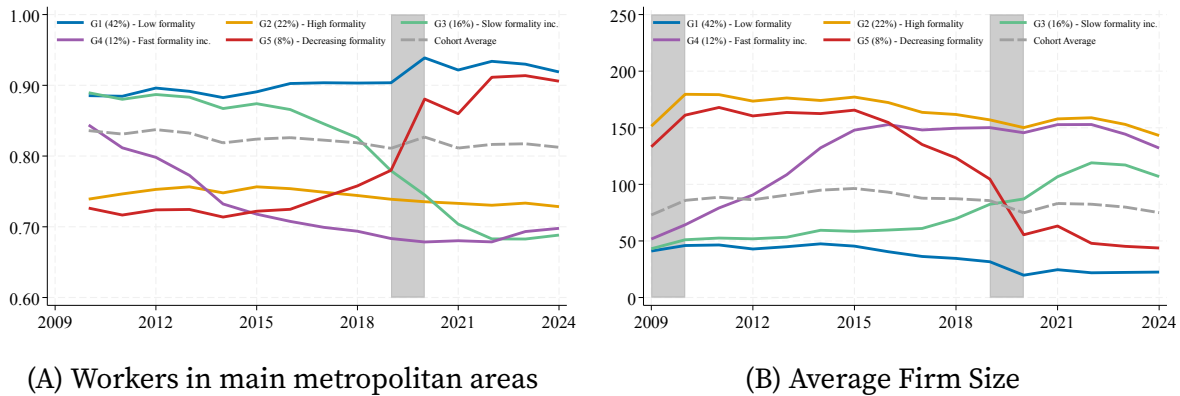 G1 (42%) - Low formality G2 (22%) - High formality G3 (16%) - Slow formality inc.
G4 (12%) - Fast formality inc. G5 (8%) - Decreasing formality Cohort Average
1.00
0.90
0.80
0.70
0.60
2009 2012 2015 2018 2021 2024
(A) Workers in main metropolitan areas
G1 (42%) - Low formality G2 (22%) - High formality G3 (16%) - Slow formality inc.
G4 (12%) - Fast formality inc. G5 (8%) - Decreasing formality Cohort Average
250
200
150
100
50
0
2009 2012 2015 2018 2021 2024
(B) Average Firm Size